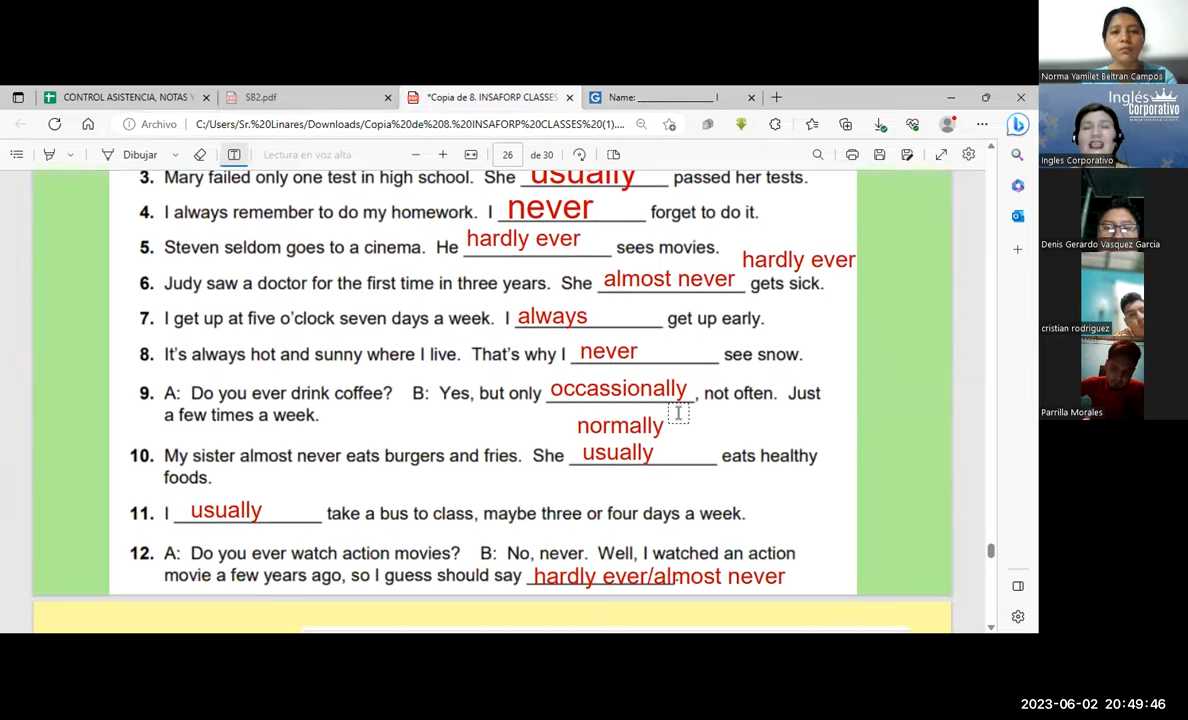 Norma Yamilet Beltran Campos
Inglés
Corporativo
Ingles Corporativo
Denis Gerardo Vasquez Garcia
cristian rodriguez
Parrilla Morales
CONTROL ASISTENCIA, NOTAS Y
SB2.pdf
*Copia de 8. INSAFORP CLASSES
Name: ____________ I
Archivo
C:/Users/Sr.%20Linares/Downloads/Copia%20de%208.%20INSAFORP%20CLASSES%20(1)....
Dibujar
Lectura en voz alta
26
de 30
3. Mary failed only one test in high school. She usually passed her tests.
4. I always remember to do my homework. I never forget to do it.
5. Steven seldom goes to a cinema. He hardly ever sees movies.
hardly ever
6. Judy saw a doctor for the first time in three years. She almost never gets sick.
7. I get up at five o'clock seven days a week. I always get up early.
8. It's always hot and sunny where I live. That's why I never see snow.
9. A: Do you ever drink coffee? B: Yes, but only occassionally, not often. Just
a few times a week.
normally
10. My sister almost never eats burgers and fries. She usually eats healthy
foods.
11. I usually take a bus to class, maybe three or four days a week.
12. A: Do you ever watch action movies? B: No, never. Well, I watched an action
movie a few years ago, so I guess should say hardly ever/almost never
2023-06-02 20:49:46